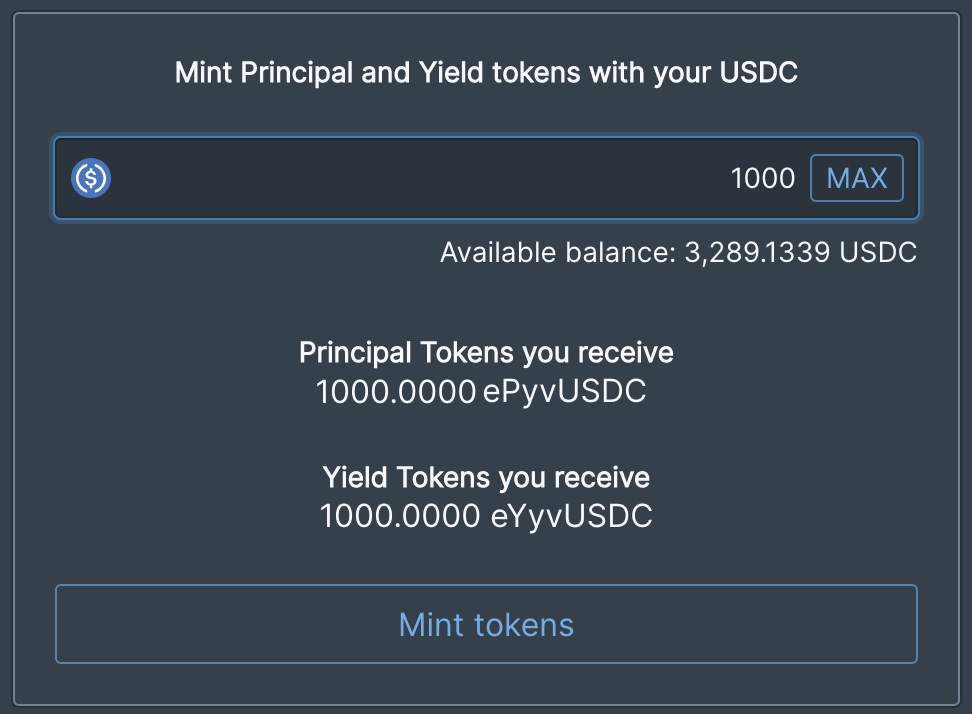 Mint Principal and Yield tokens with your USDC
$ 1000 MAX
Available balance: 3,289.1339 USDC
Principal Tokens you receive
1000.0000 ePyvUSDC
Yield Tokens you receive
1000.0000 eYyvUSDC
Mint tokens